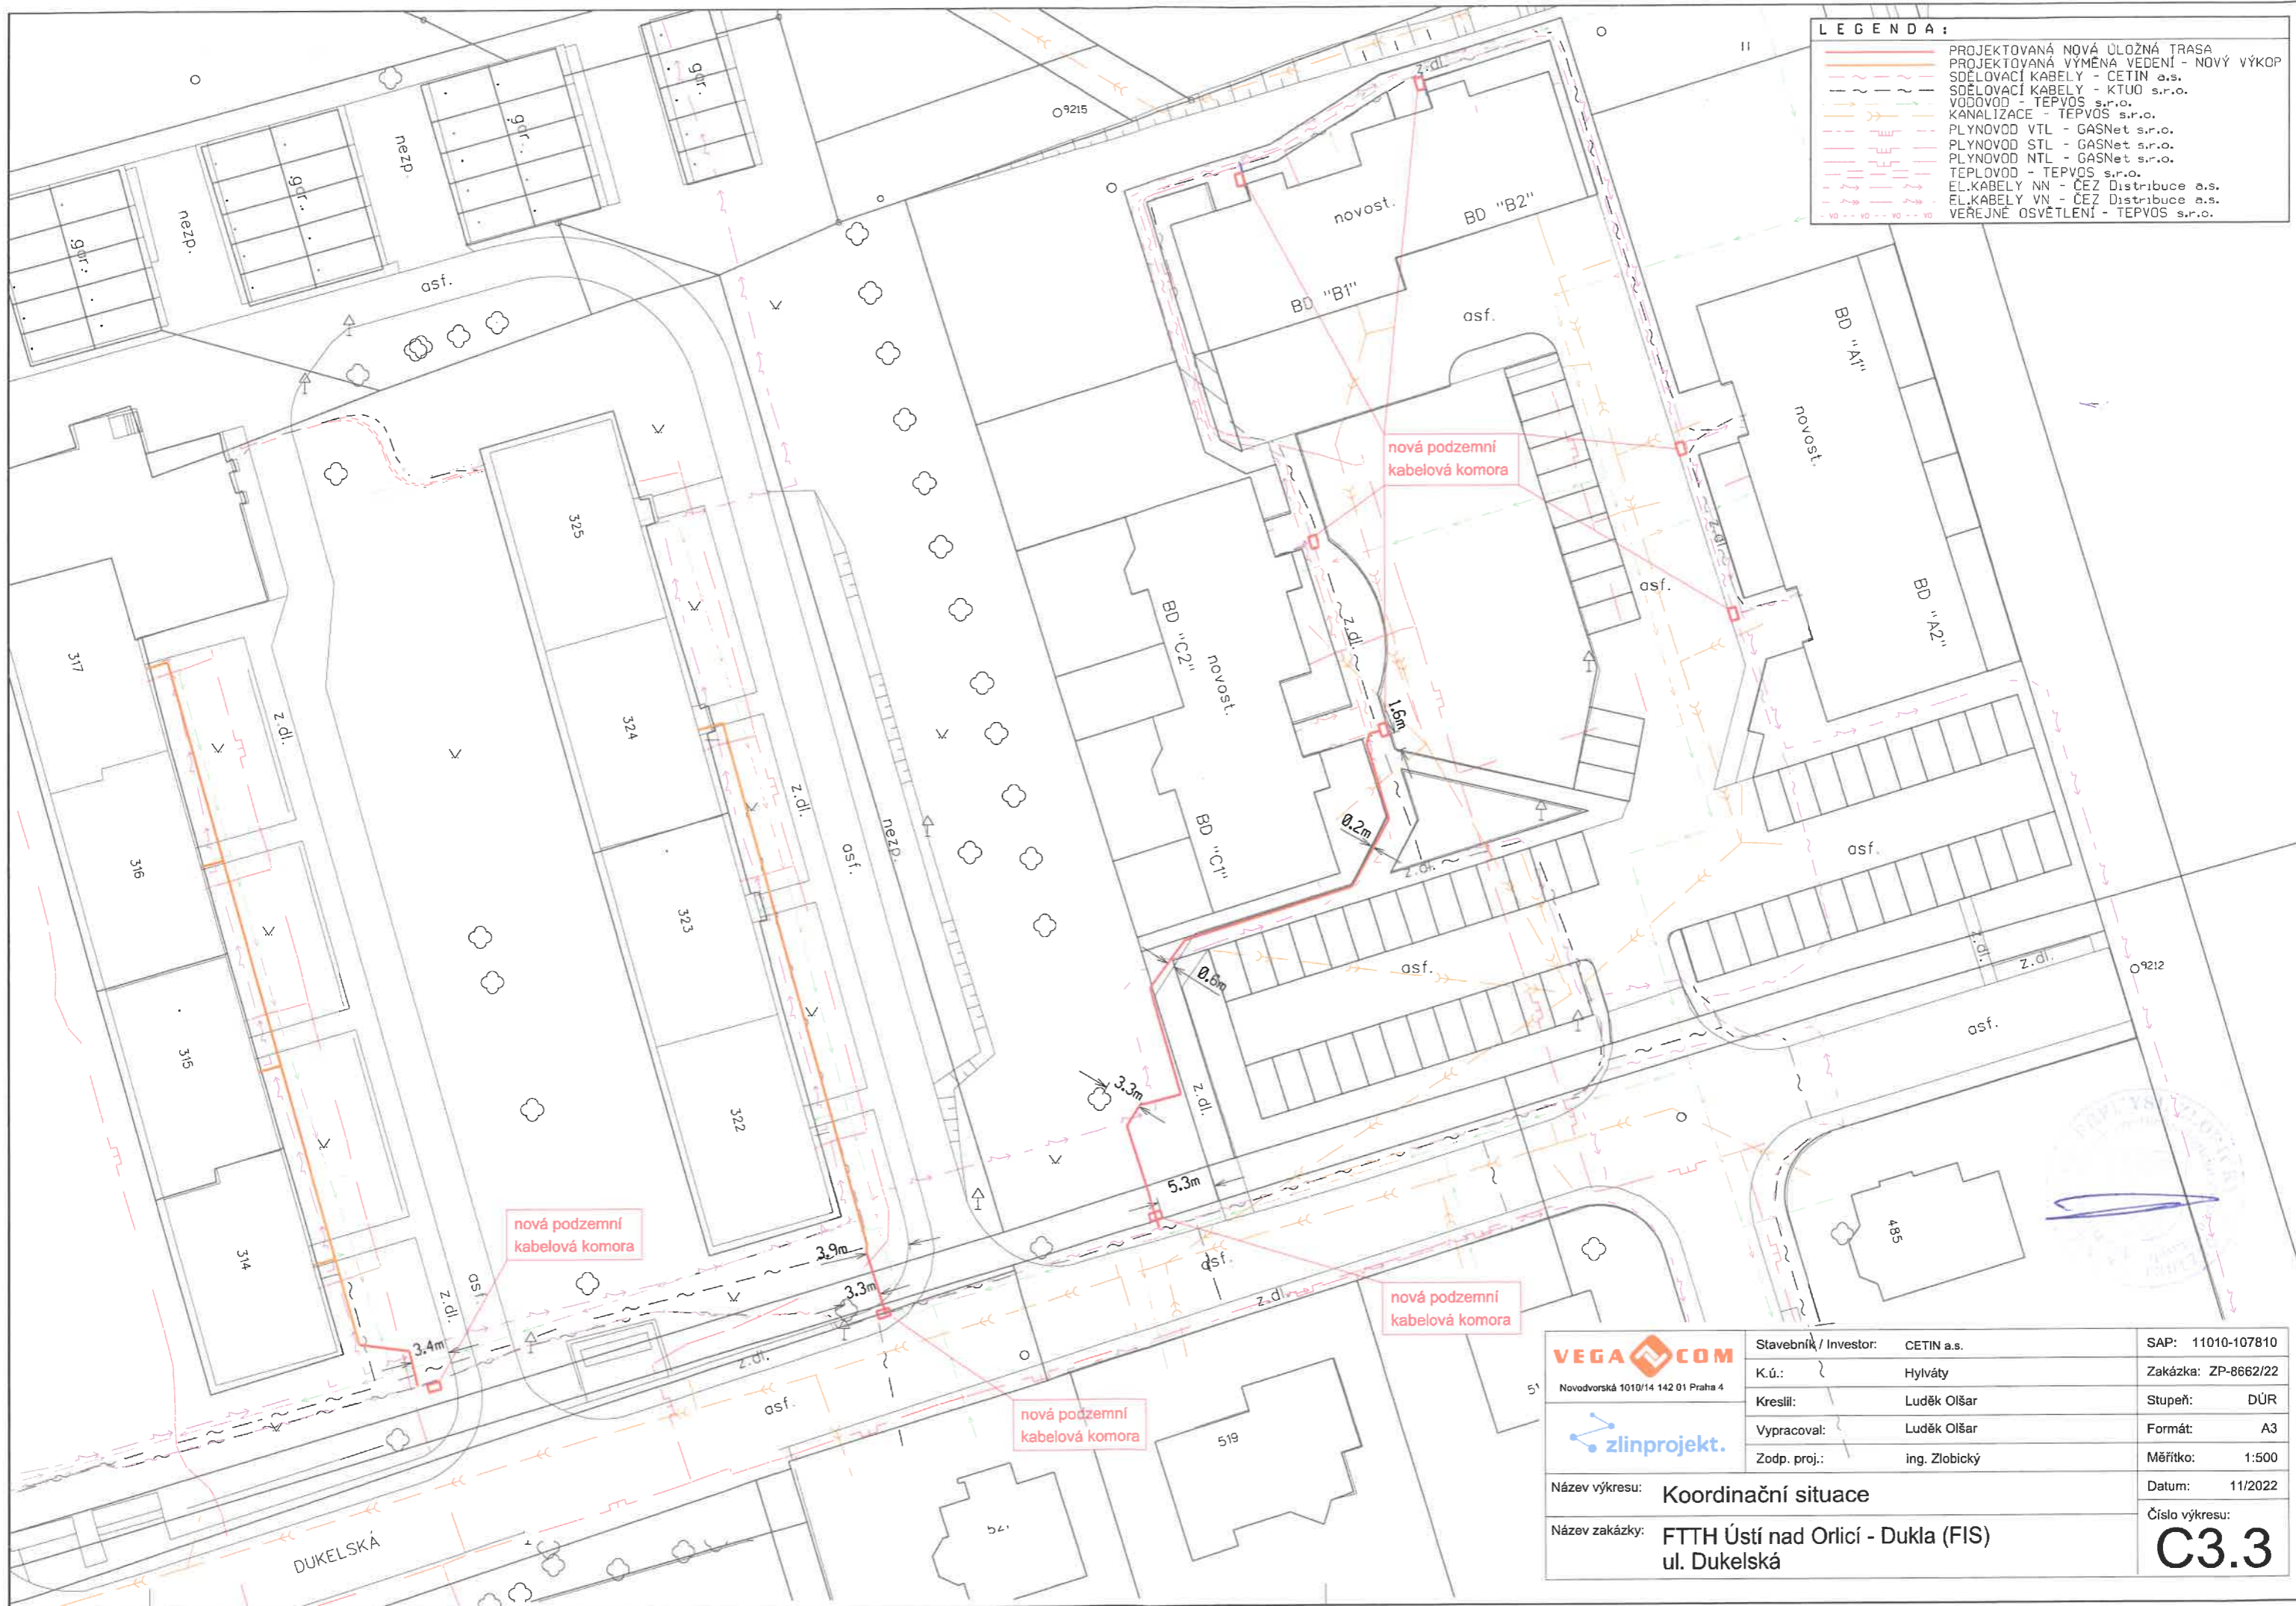 LEGENDA:
PROJEKTOVANÁ NOVÁ ÚLOŽNÁ TRASA
PROJEKTOVANÁ VÝMĚNA VEDENÍ - NOVÝ VÝKOP
SDĚLOVACÍ KABELY - CETIN a.s.
SDĚLOVACÍ KABELY - KTUO s.r.o.
VODOVOD - TEPVOS s.r.o.
KANALIZACE - TEPVOS s.r.o.
PLYNOVOD VTL - GASNet s.r.o.
PLYNOVOD STL - GASNet s.r.o.
PLYNOVOD NTL - GASNet s.r.o.
TEPLOVOD - TEPVOS s.r.o.
EL.KABELY NN - ČEZ Distribuce a.s.
EL.KABELY VN - ČEZ Distribuce a.s.
VEŘEJNÉ OSVĚTLENÍ - TEPVOS s.r.o.
gar.
gar.
nezp.
9215
z.dl.
gar.
nezp.
gar.
asf.
novost.
BD "B2"
BD "B1"
asf.
BD "A1"
novost.
nová podzemní
kabelová komora
325
z.dl.
asf.
BD "A2"
BD "C2"
novost.
z.dl.
317
z.dl.
324
1.6m
z.dl.
nezp.
asf.
0.2m
BD "C1"
z.dl.
asf.
316
323
asf.
0.6m
z.dl.
z.dl.
9212
asf.
315
322
3.3m
z.dl.
5.3m
nová podzemní
kabelová komora
314
3.9m
485
asf.
z.dl.
asf.
3.3m
z.dl.
nová podzemní
kabelová komora
3.4m
z.dl.
asf.
nová podzemní
kabelová komora
519
DUKELSKÁ
VEGA COM
Novodvorská 1010/14 142 01 Praha 4
zlinprojekt.
Stavebník / Investor: CETIN a.s.
SAP: 11010-107810
K.ú.: Hylváty
Zakázka: ZP-8662/22
Kreslil: Luděk Olšar
Stupeň: DÚR
Vypracoval: Luděk Olšar
Formát: A3
Zodp. proj.: ing. Zlobický
Měřítko: 1:500
Název výkresu: Koordinační situace
Datum: 11/2022
Název zakázky: FTTH Ústí nad Orlicí - Dukla (FIS)
ul. Dukelská
Číslo výkresu:
C3.3